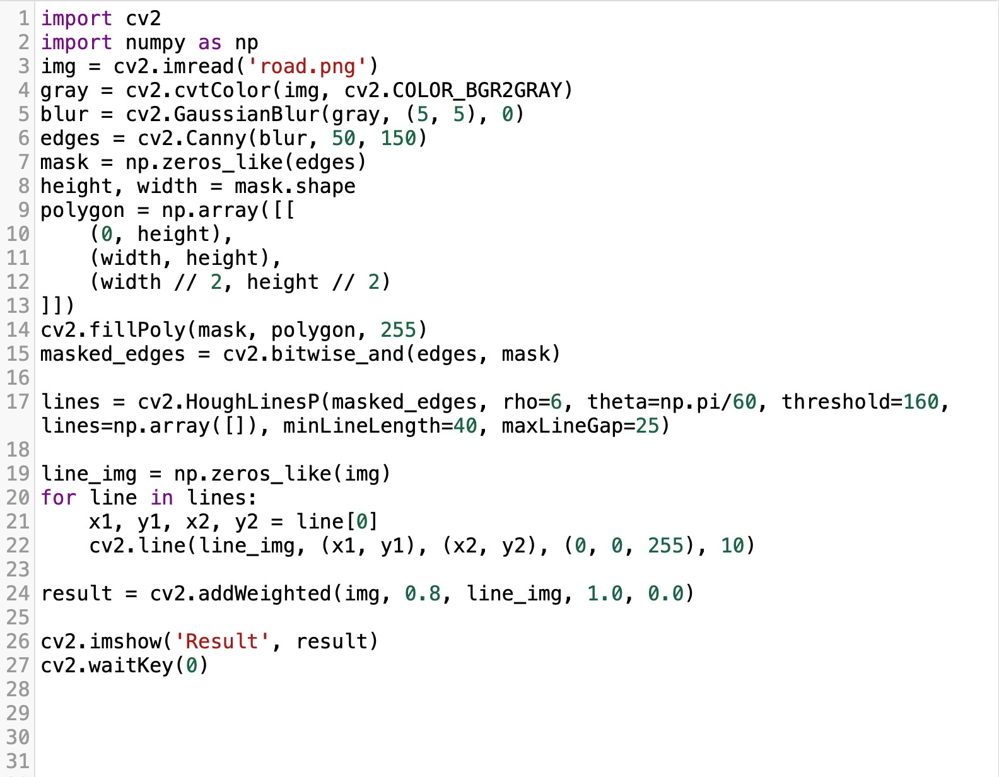 1 import cv2
2 import numpy as np
3 img = cv2.imread('road.png')
4 gray = cv2.cvtColor(img, cv2.COLOR_BGR2GRAY)
5 blur = cv2.GaussianBlur(gray, (5, 5), 0)
6 edges = cv2.Canny(blur, 50, 150)
7 mask = np.zeros_like(edges)
8 height, width = mask.shape
9 polygon = np.array([[
10     (0, height),
11     (width, height),
12     (width // 2, height // 2)
13 ]])
14 cv2.fillPoly(mask, polygon, 255)
15 masked_edges = cv2.bitwise_and(edges, mask)
16
17 lines = cv2.HoughLinesP(masked_edges, rho=6, theta=np.pi/60, threshold=160,
lines=np.array([]), minLineLength=40, maxLineGap=25)
18
19 line_img = np.zeros_like(img)
20 for line in lines:
21     x1, y1, x2, y2 = line[0]
22     cv2.line(line_img, (x1, y1), (x2, y2), (0, 0, 255), 10)
23
24 result = cv2.addWeighted(img, 0.8, line_img, 1.0, 0.0)
25
26 cv2.imshow('Result', result)
27 cv2.waitKey(0)
28
29
30
31